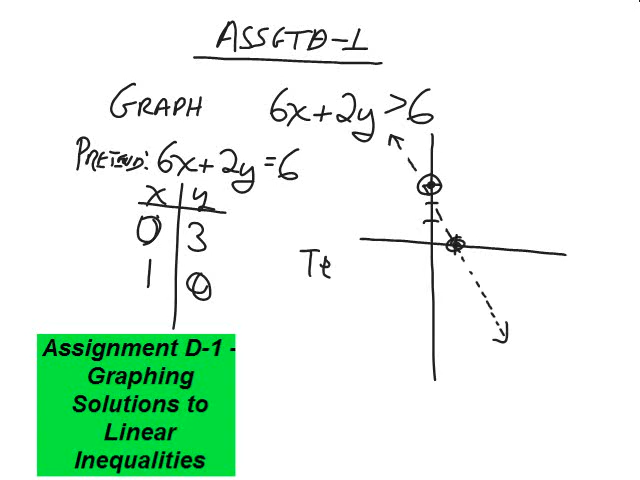 ASSGTD-1
GRAPH 6x+2y>6
PRETEND: 6x+2y=6
x y
0 3
1 0
Te
Assignment D-1 -
Graphing
Solutions to
Linear
Inequalities